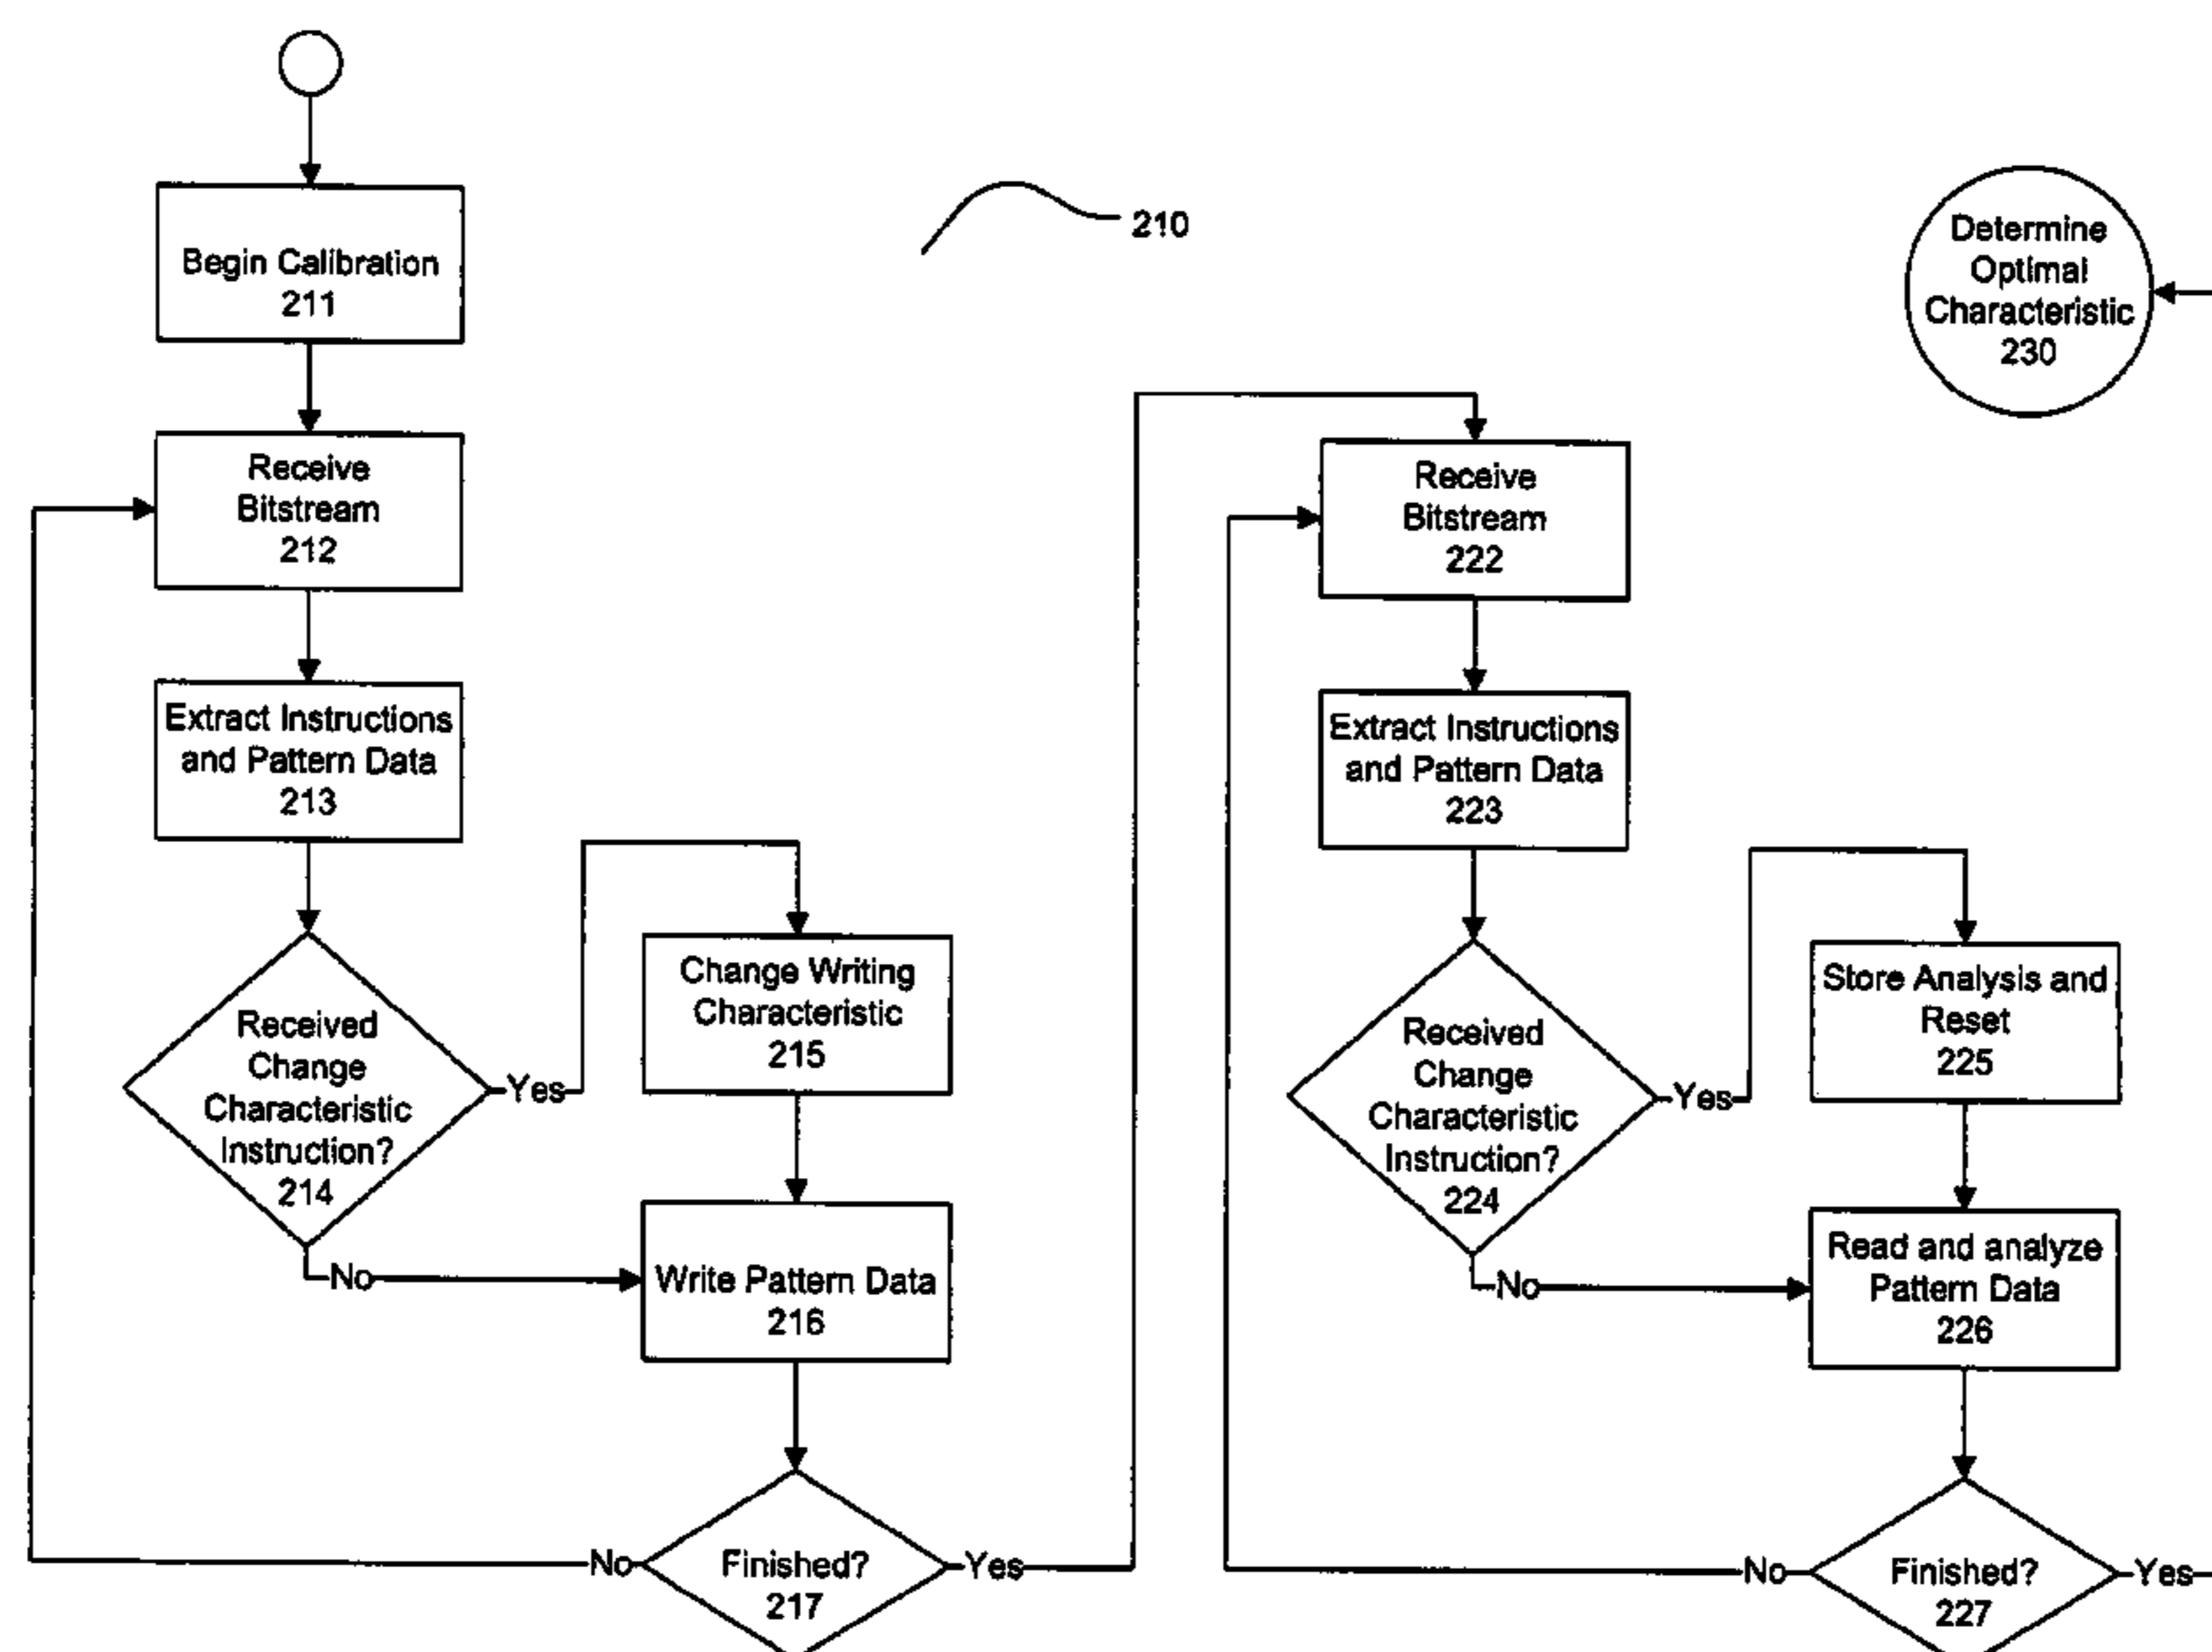 Begin Calibration
211
Receive
Bitstream
212
Extract Instructions
and Pattern Data
213
Received
Change
Characteristic
Instruction?
214
Yes
No
Change Writing
Characteristic
215
Write Pattern Data
216
Finished?
217
No
Yes
210
Receive
Bitstream
222
Extract Instructions
and Pattern Data
223
Received
Change
Characteristic
Instruction?
224
Yes
No
Store Analysis and
Reset
225
Read and analyze
Pattern Data
226
Finished?
227
No
Yes
Determine
Optimal
Characteristic
230